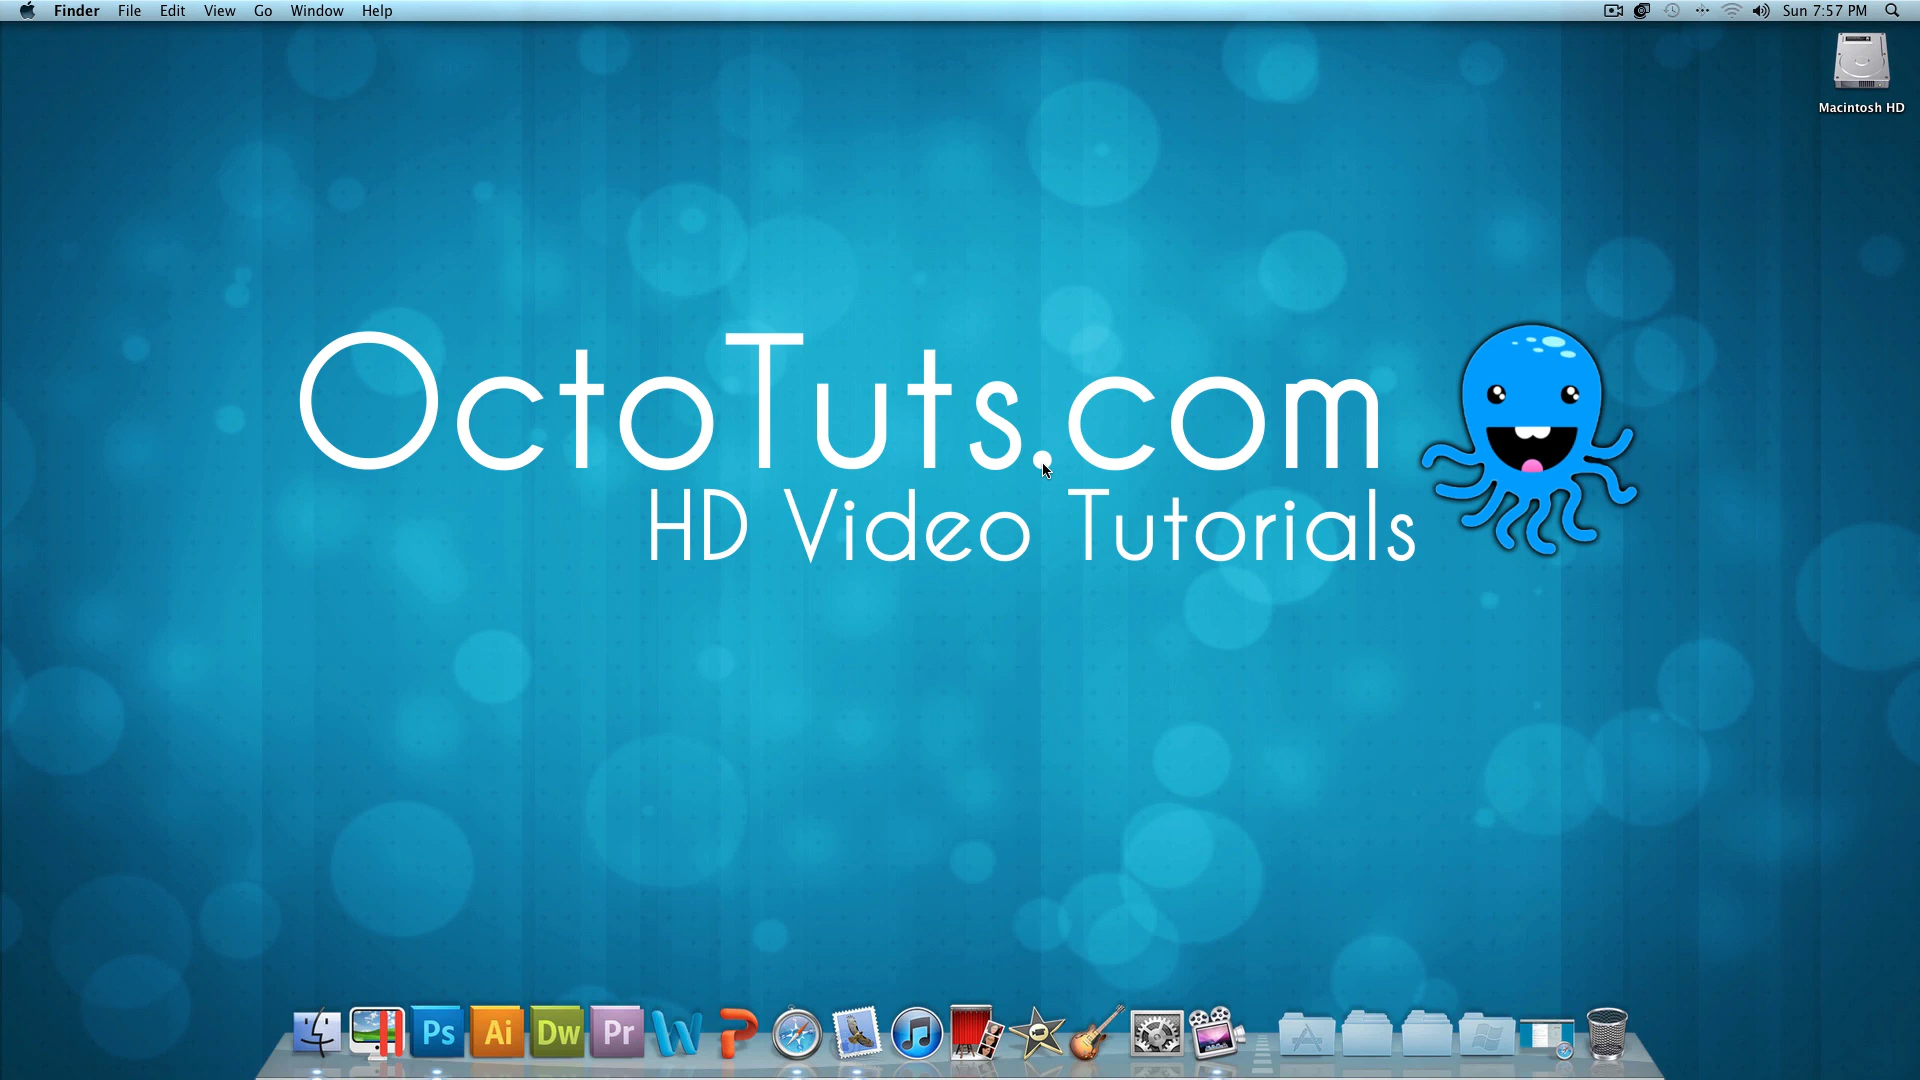 Finder File Edit View Go Window Help Sun 7:57 PM
Macintosh HD
OctoTuts.com
HD Video Tutorials
Ps Ai Dw Pr W P